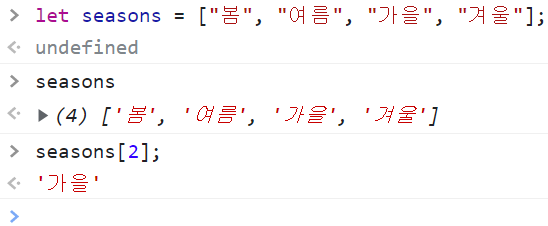 > let seasons = ["봄", "여름", "가을", "겨울"];
<· undefined
> seasons
<· ▶(4) ['봄', '여름', '가을', '겨울']
> seasons[2];
<· '가을'
>